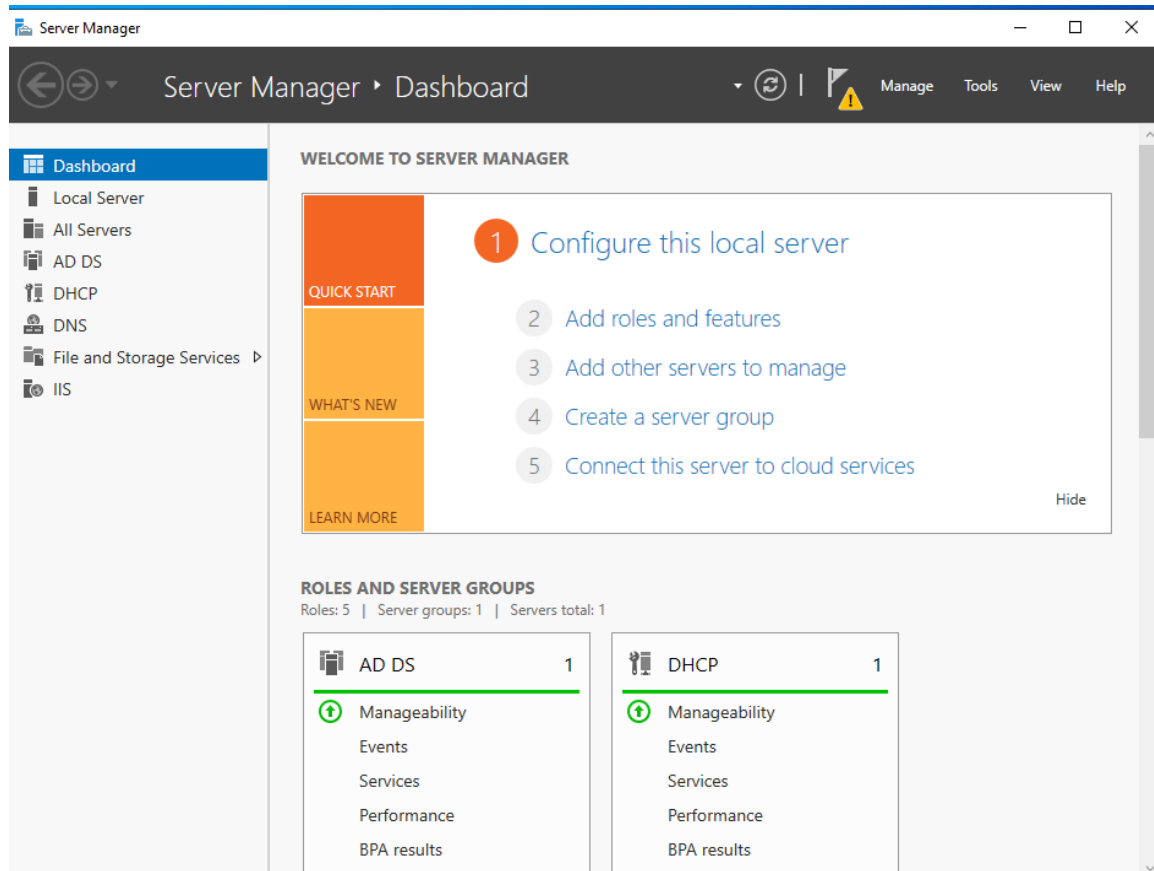 Server Manager
Server Manager ‣ Dashboard
Manage Tools View Help
Dashboard
Local Server
All Servers
AD DS
DHCP
DNS
File and Storage Services
IIS
WELCOME TO SERVER MANAGER
QUICK START
WHAT'S NEW
LEARN MORE
1 Configure this local server
2 Add roles and features
3 Add other servers to manage
4 Create a server group
5 Connect this server to cloud services
Hide
ROLES AND SERVER GROUPS
Roles: 5 | Server groups: 1 | Servers total: 1
AD DS 1
Manageability
Events
Services
Performance
BPA results
DHCP 1
Manageability
Events
Services
Performance
BPA results